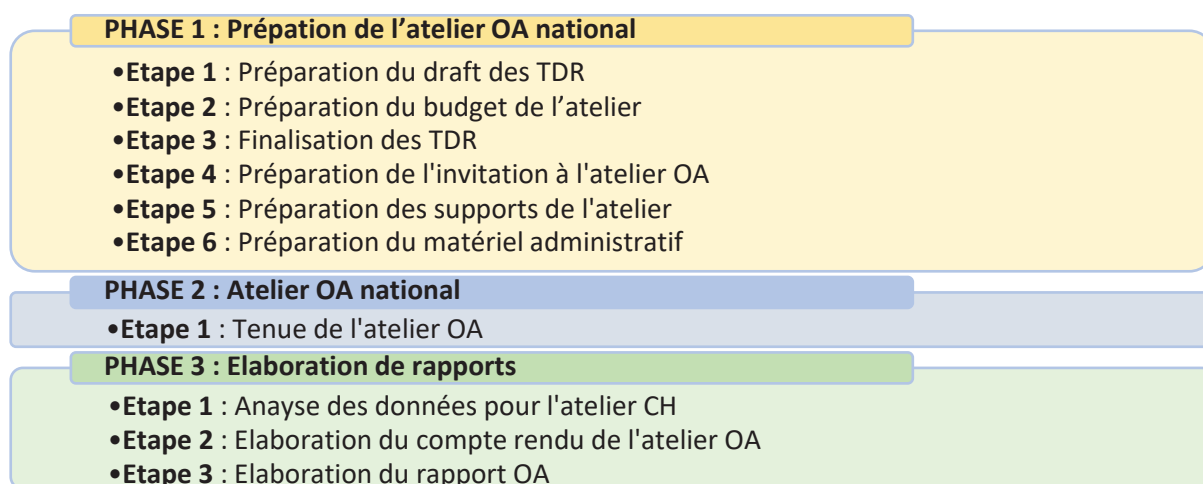 PHASE 1 : Prépation de l’atelier OA national
•Etape 1 : Préparation du draft des TDR
•Etape 2 : Préparation du budget de l’atelier
•Etape 3 : Finalisation des TDR
•Etape 4 : Préparation de l'invitation à l'atelier OA
•Etape 5 : Préparation des supports de l'atelier
•Etape 6 : Préparation du matériel administratif
PHASE 2 : Atelier OA national
•Etape 1 : Tenue de l'atelier OA
PHASE 3 : Elaboration de rapports
•Etape 1 : Anayse des données pour l'atelier CH
•Etape 2 : Elaboration du compte rendu de l'atelier OA
•Etape 3 : Elaboration du rapport OA